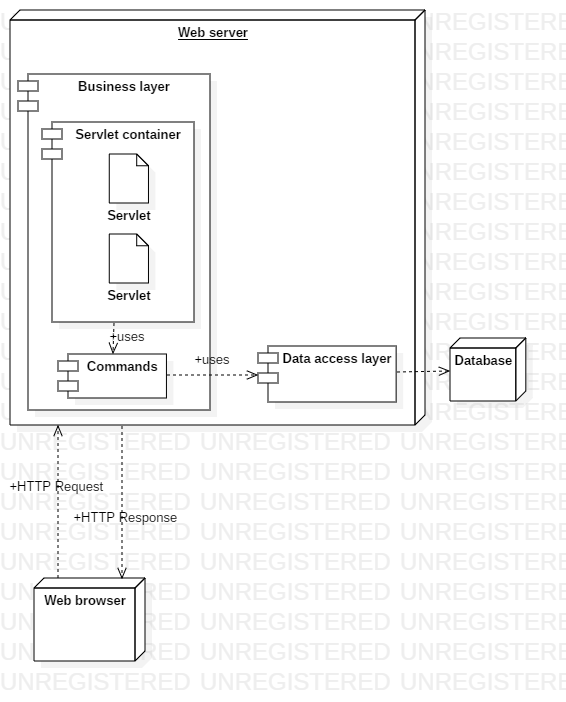 Web server
Business layer
Servlet container
Servlet
Servlet
+uses
Commands
+uses
Data access layer
Database
+HTTP Request
+HTTP Response
Web browser
UNREGISTERED UNREGISTERED UNREGISTERED